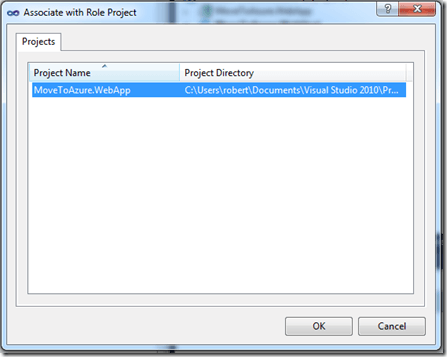 Associate with Role Project
Projects
Project Name Project Directory
MoveToAzure.WebApp C:\Users\robert\Documents\Visual Studio 2010\Pr...
OK Cancel